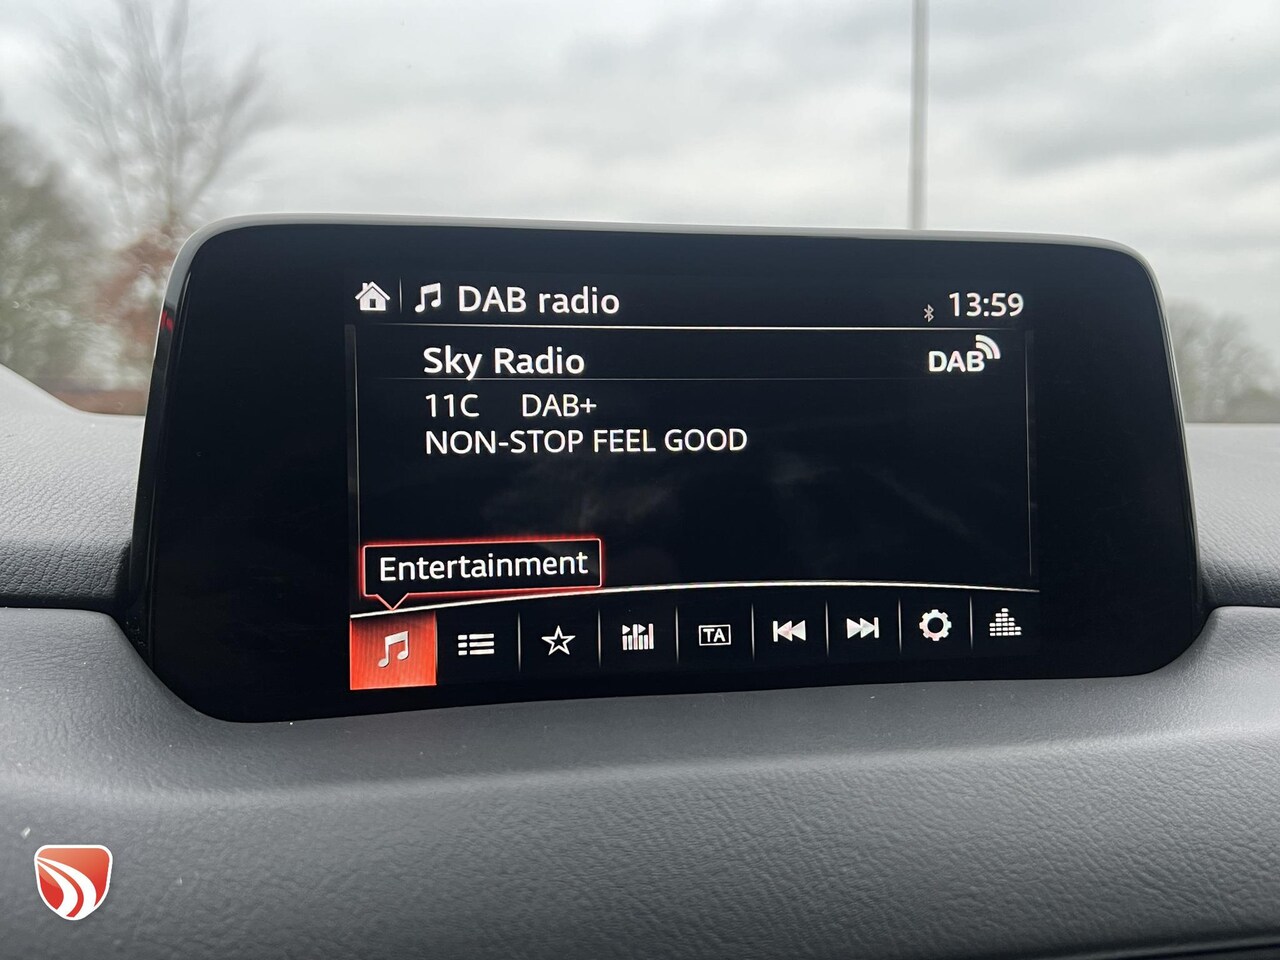 DAB radio 13:59
Sky Radio DAB
11C DAB+
NON-STOP FEEL GOOD
Entertainment
TA